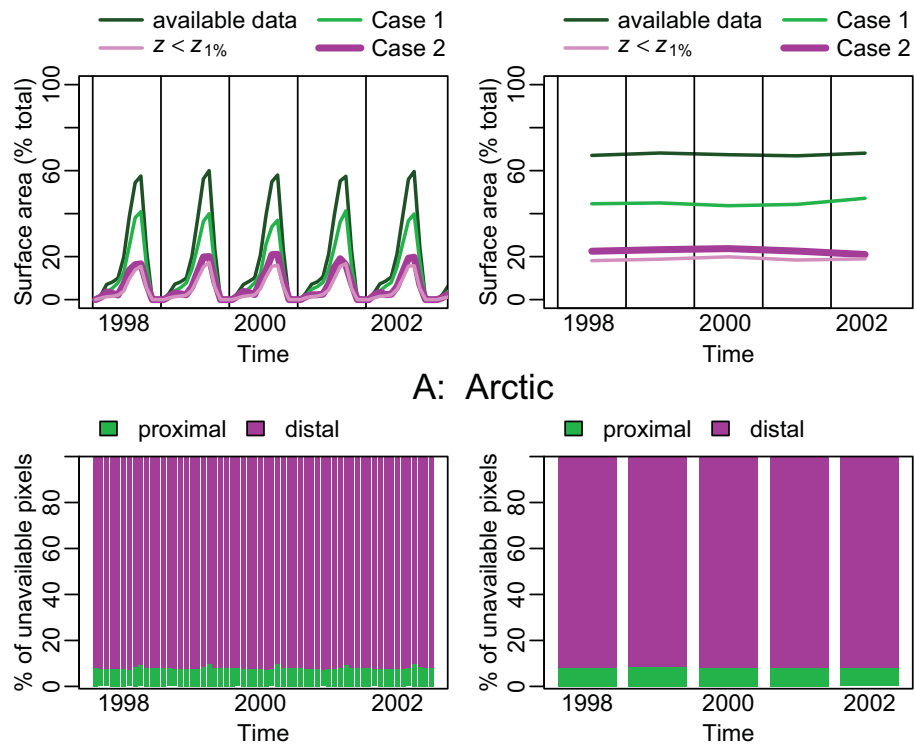 available data
Case 1
z < z1%
Case 2
Surface area (% total)
100
60
20
0
1998
2000
2002
Time
available data
Case 1
z < z1%
Case 2
Surface area (% total)
100
60
20
0
1998
2000
2002
Time
A: Arctic
proximal
distal
% of unavailable pixels
80
60
40
20
0
1998
2000
2002
Time
proximal
distal
% of unavailable pixels
80
60
40
20
0
1998
2000
2002
Time